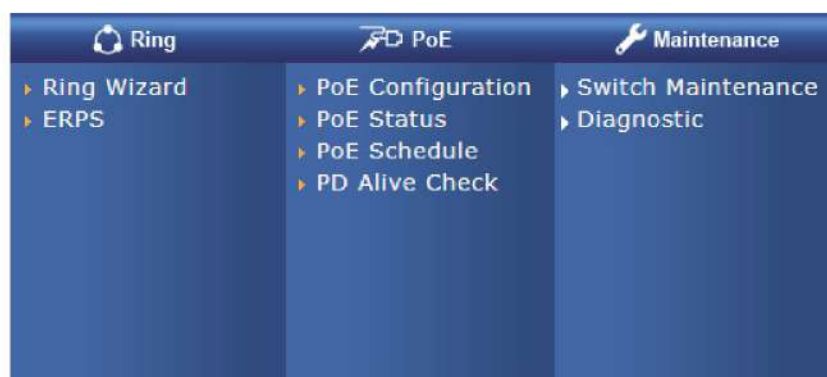 Ring
Ring Wizard
ERPS
PoE
PoE Configuration
PoE Status
PoE Schedule
PD Alive Check
Maintenance
Switch Maintenance
Diagnostic